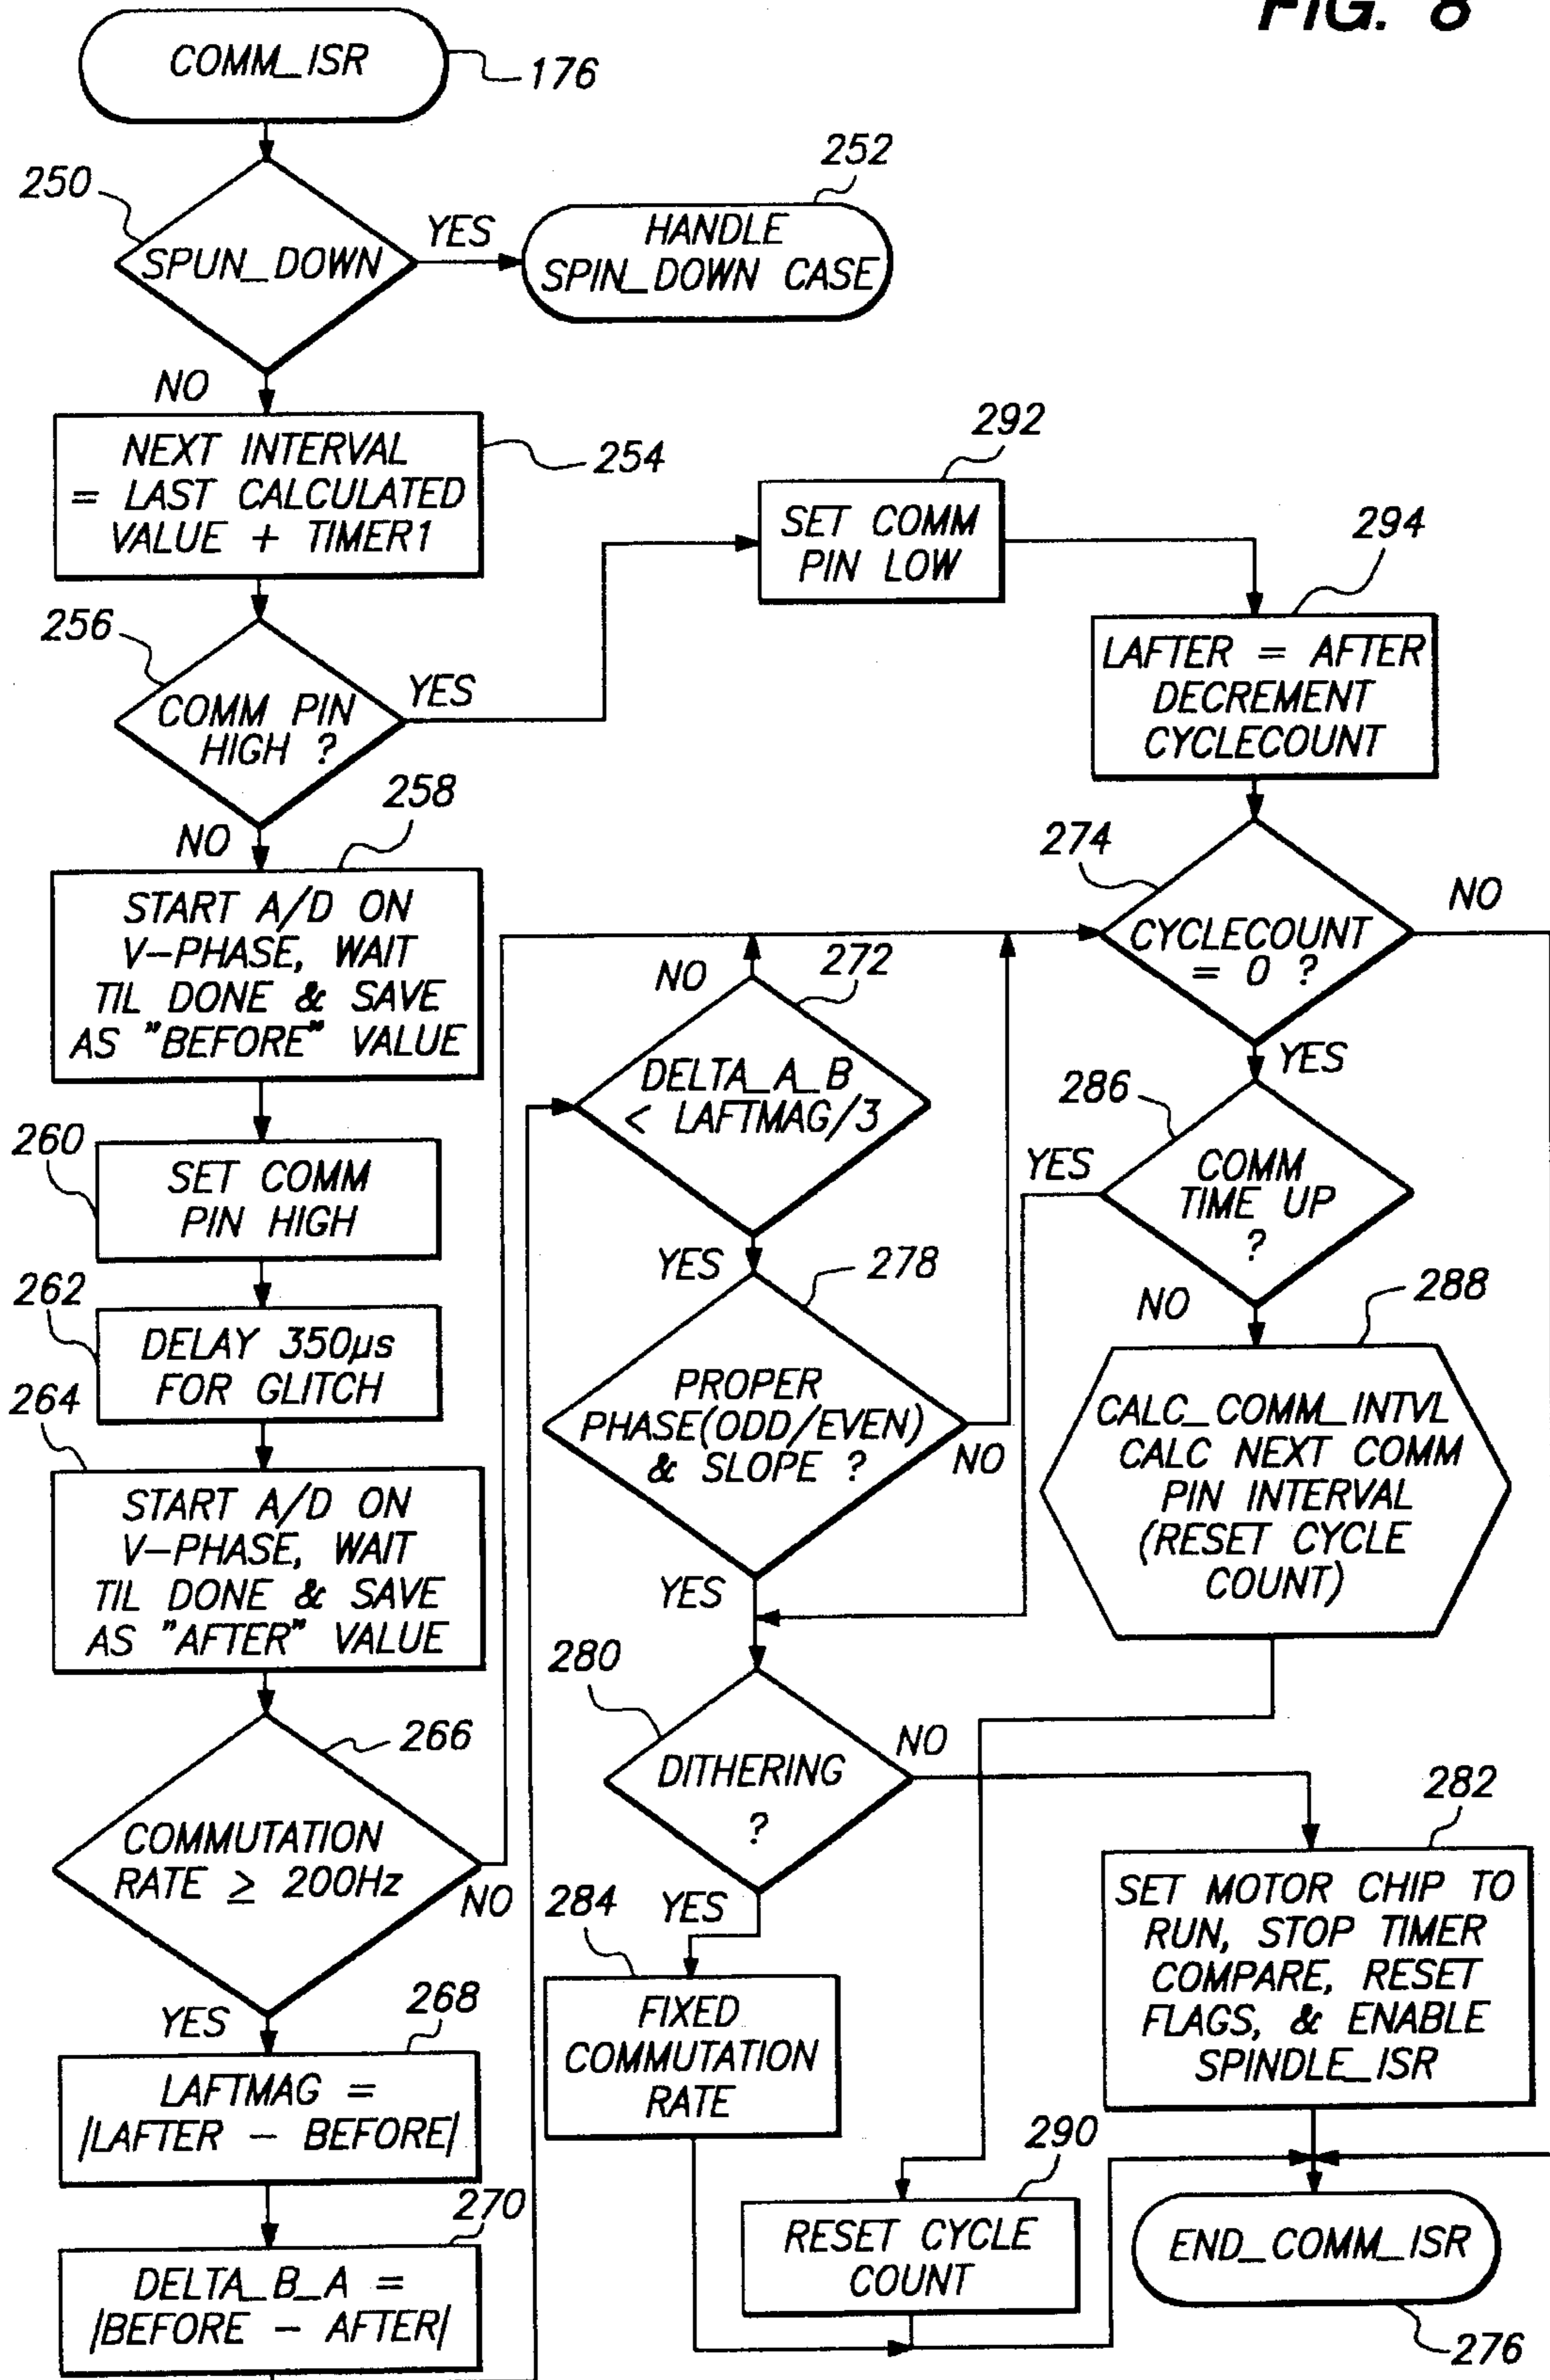 FIG. 8
COMM_ISR
176
250
SPUN_DOWN
YES
252
HANDLE
SPIN_DOWN CASE
NO
NEXT INTERVAL
= LAST CALCULATED
VALUE + TIMER1
254
256
COMM PIN
HIGH ?
YES
292
SET COMM
PIN LOW
294
LAFTER = AFTER
DECREMENT
CYCLECOUNT
NO
258
START A/D ON
V-PHASE, WAIT
TIL DONE & SAVE
AS "BEFORE" VALUE
260
SET COMM
PIN HIGH
262
DELAY 350µs
FOR GLITCH
264
START A/D ON
V-PHASE, WAIT
TIL DONE & SAVE
AS "AFTER" VALUE
266
COMMUTATION
RATE ≥ 200Hz
NO
YES
268
LAFTMAG =
|LAFTER - BEFORE|
270
DELTA_B_A =
|BEFORE - AFTER|
NO
272
DELTA_A_B
< LAFTMAG/3
YES
278
PROPER
PHASE(ODD/EVEN)
& SLOPE ?
NO
YES
280
DITHERING
?
NO
YES
284
FIXED
COMMUTATION
RATE
274
CYCLECOUNT
= 0 ?
NO
YES
286
COMM
TIME UP
?
YES
NO
288
CALC_COMM_INTVL
CALC NEXT COMM
PIN INTERVAL
(RESET CYCLE
COUNT)
282
SET MOTOR CHIP TO
RUN, STOP TIMER
COMPARE, RESET
FLAGS, & ENABLE
SPINDLE_ISR
290
RESET CYCLE
COUNT
END_COMM_ISR
276